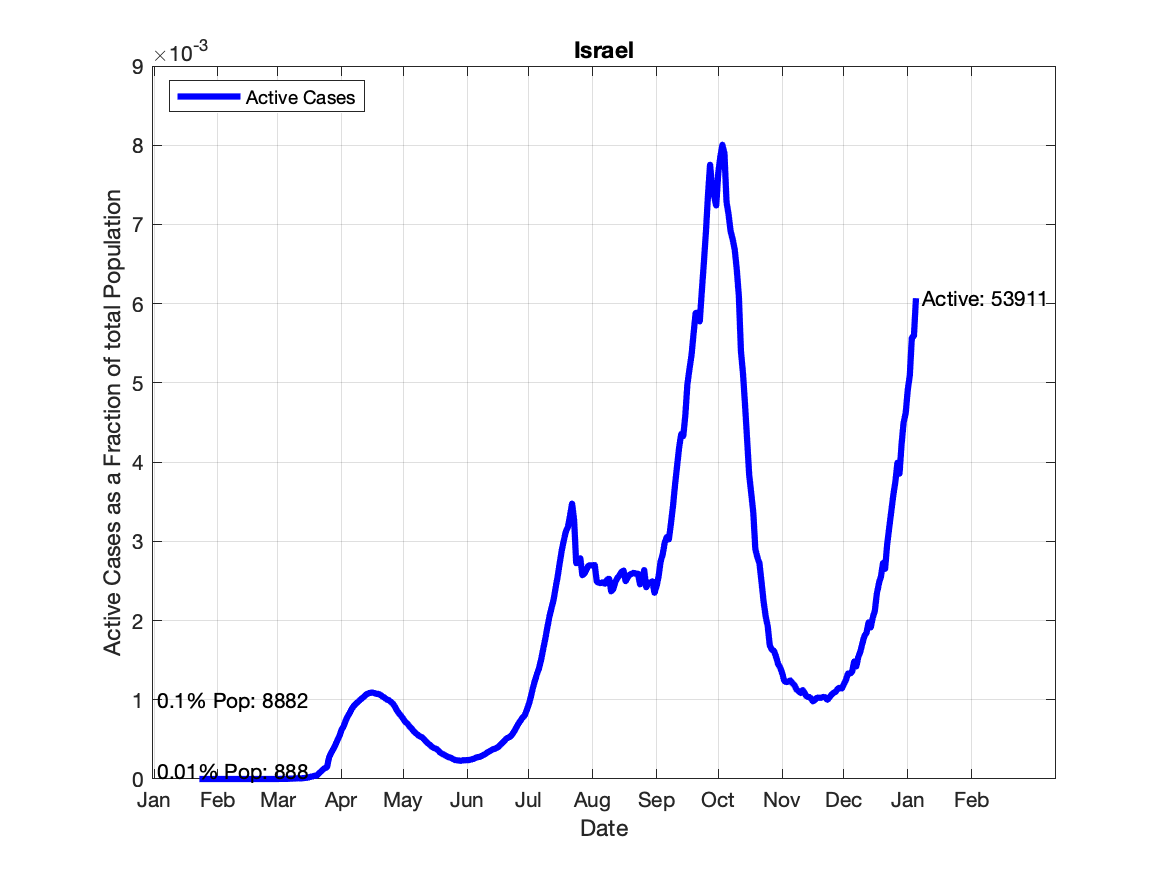 Israel
×10-3
9
8
7
6
5
4
3
2
1
0
Active Cases as a Fraction of total Population
Active Cases
Active: 53911
0.1% Pop: 8882
0.01% Pop: 888
Jan Feb Mar Apr May Jun Jul Aug Sep Oct Nov Dec Jan Feb
Date